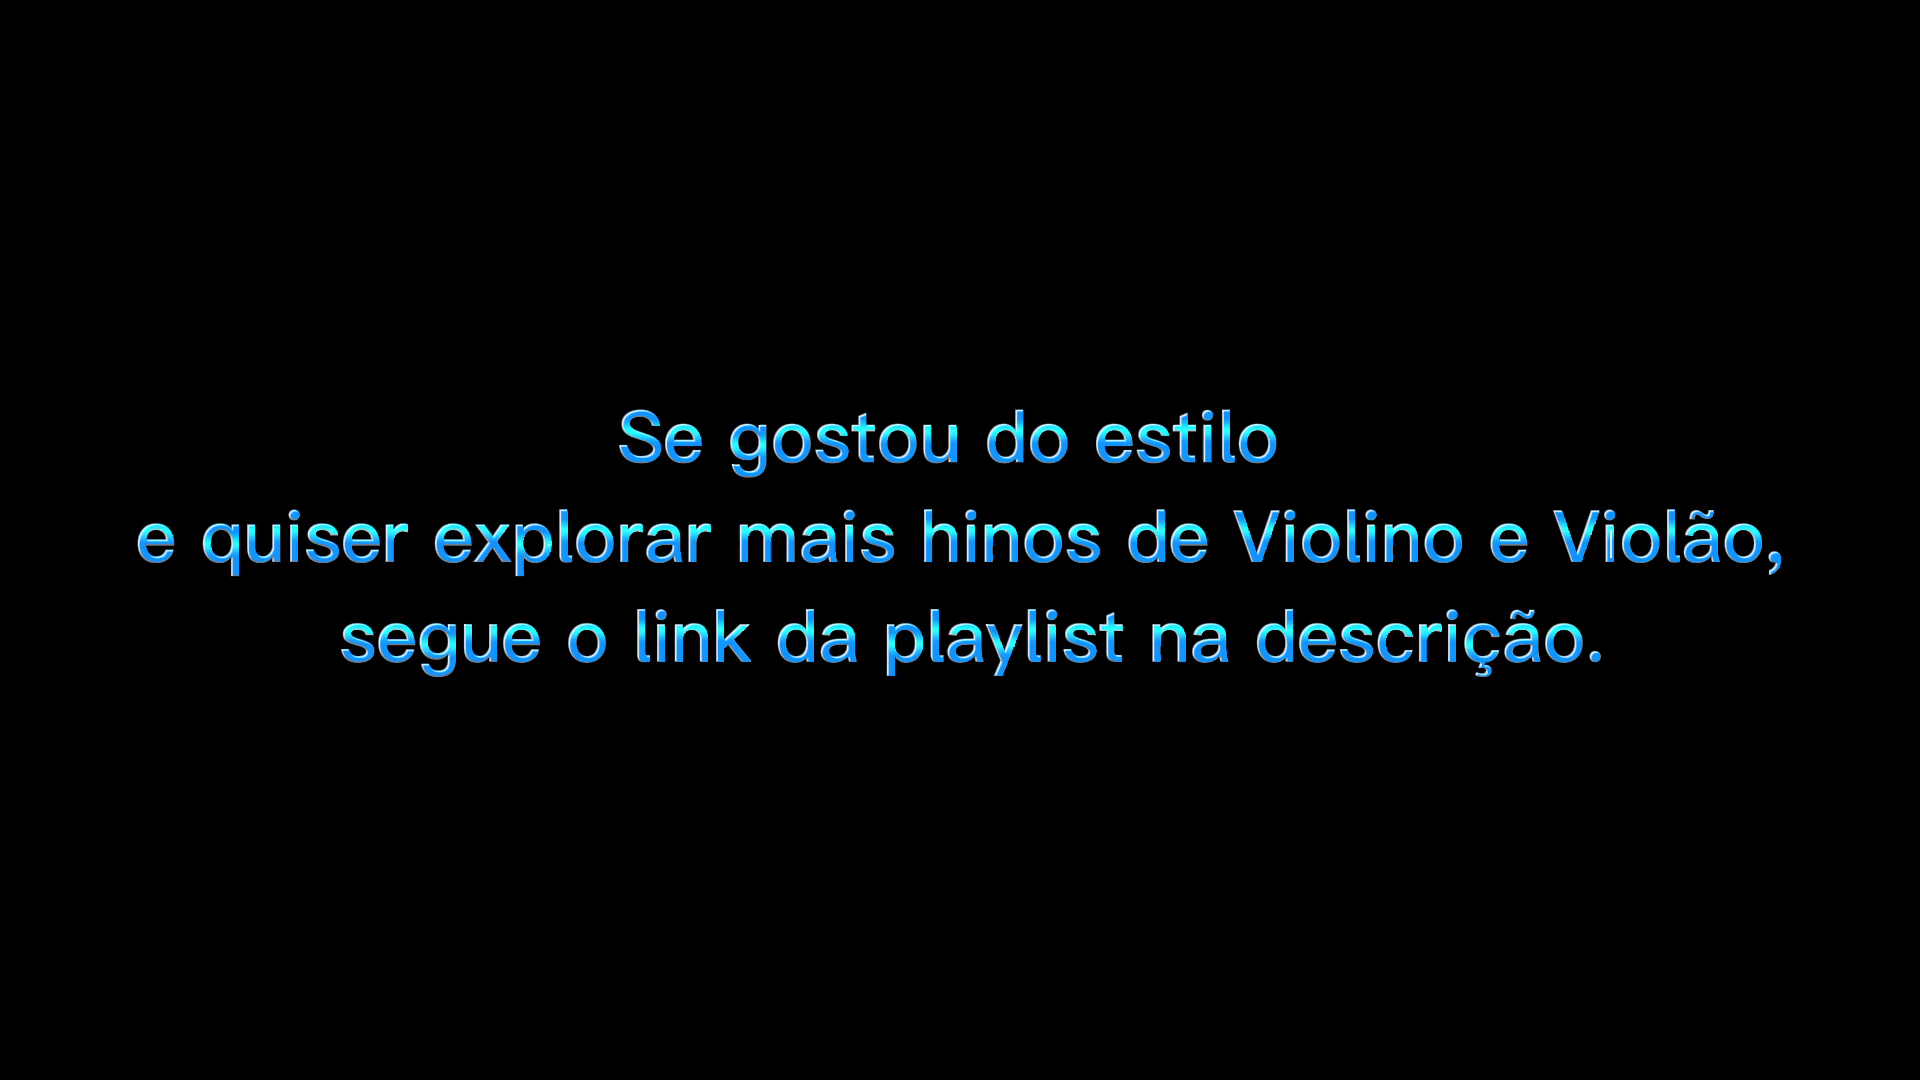 Se gostou do estilo
e quiser explorar mais hinos de Violino e Violão,
segue o link da playlist na descrição.